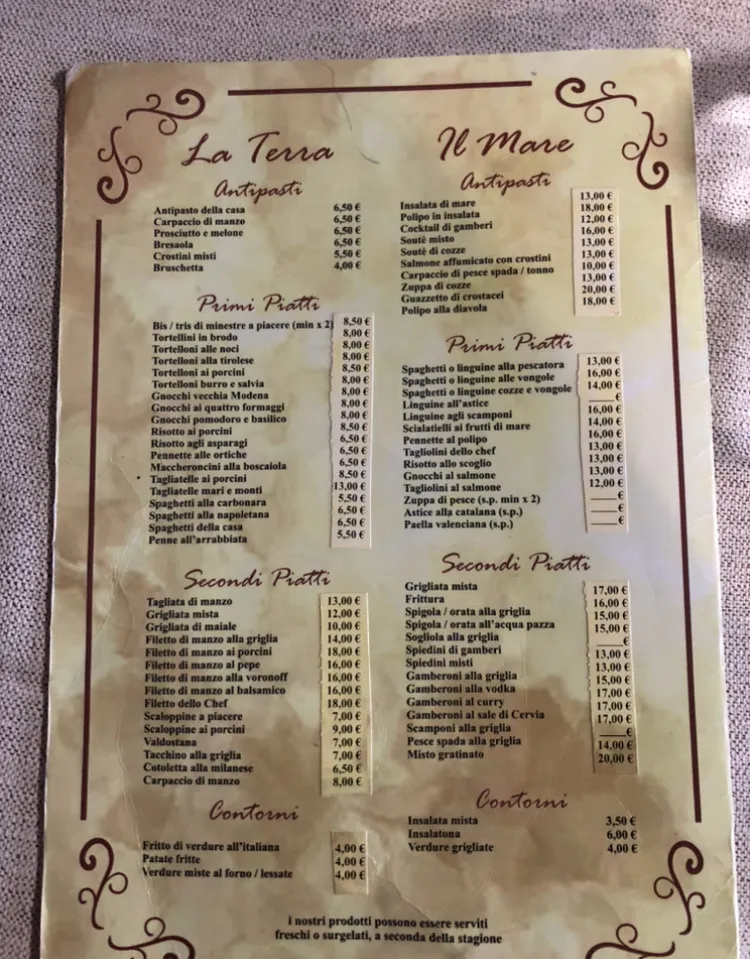 La Terra
Antipasti
Antipasto della casa 6,50 €
Carpaccio di manzo 6,50 €
Prosciutto e melone 6,50 €
Bresaola 6,50 €
Crostini misti 5,50 €
Bruschetta 4,00 €
Primi Piatti
Bis / tris di minestre a piacere (min x 2) 8,50 €
Tortellini in brodo 8,00 €
Tortelloni alle noci 8,00 €
Tortelloni alla tirolese 8,00 €
Tortelloni ai porcini 8,50 €
Tortelloni burro e salvia 8,00 €
Gnocchi vecchia Modena 8,00 €
Gnocchi ai quattro formaggi 8,00 €
Gnocchi pomodoro e basilico 8,00 €
Risotto ai porcini 8,50 €
Risotto agli asparagi 6,50 €
Pennette alle ortiche 6,50 €
Maccheroncini alla boscaiola 6,50 €
Tagliatelle ai porcini 8,50 €
Tagliatelle mari e monti 13,00 €
Spaghetti alla carbonara 5,50 €
Spaghetti alla napoletana 6,50 €
Spaghetti della casa 6,50 €
Penne all'arrabbiata 5,50 €
Secondi Piatti
Tagliata di manzo 13,00 €
Grigliata mista 12,00 €
Grigliata di maiale 10,00 €
Filetto di manzo alla griglia 14,00 €
Filetto di manzo ai porcini 18,00 €
Filetto di manzo al pepe 16,00 €
Filetto di manzo alla voronoff 16,00 €
Filetto di manzo al balsamico 16,00 €
Filetto dello Chef 18,00 €
Scaloppine a piacere 7,00 €
Scaloppine ai porcini 9,00 €
Valdostana 7,00 €
Tacchino alla griglia 7,00 €
Cotoletta alla milanese 6,50 €
Carpaccio di manzo 8,00 €
Contorni
Fritto di verdure all'italiana 4,00 €
Patate fritte 4,00 €
Verdure miste al forno / lessate 4,00 €
Il Mare
Antipasti
Insalata di mare 13,00 €
Polipo in insalata 18,00 €
Cocktail di gamberi 12,00 €
Soutè misto 16,00 €
Soutè di cozze 13,00 €
Salmone affumicato con crostini 13,00 €
Carpaccio di pesce spada / tonno 10,00 €
Zuppa di cozze 13,00 €
Guazzetto di crostacei 20,00 €
Polipo alla diavola 18,00 €
Primi Piatti
Spaghetti o linguine alla pescatora 13,00 €
Spaghetti o linguine alle vongole 16,00 €
Spaghetti o linguine cozze e vongole 14,00 €
Linguine all'astice ____€
Linguine agli scamponi 16,00 €
Scialatielli ai frutti di mare 14,00 €
Pennette al polipo 16,00 €
Tagliolini dello chef 13,00 €
Risotto allo scoglio 13,00 €
Gnocchi al salmone 13,00 €
Tagliolini al salmone 12,00 €
Zuppa di pesce (s.p. min x 2) ____€
Astice alla catalana (s.p.) ____€
Paella valenciana (s.p.) ____€
Secondi Piatti
Grigliata mista 17,00 €
Frittura 16,00 €
Spigola / orata alla griglia 15,00 €
Spigola / orata all'acqua pazza 15,00 €
Sogliola alla griglia ____€
Spiedini di gamberi 13,00 €
Spiedini misti 13,00 €
Gamberoni alla griglia 15,00 €
Gamberoni alla vodka 17,00 €
Gamberoni al curry 17,00 €
Gamberoni al sale di Cervia 17,00 €
Scamponi alla griglia ____€
Pesce spada alla griglia 14,00 €
Misto gratinato 20,00 €
Contorni
Insalata mista 3,50 €
Insalatona 6,00 €
Verdure grigliate 4,00 €
i nostri prodotti possono essere serviti
freschi o surgelati, a seconda della stagione